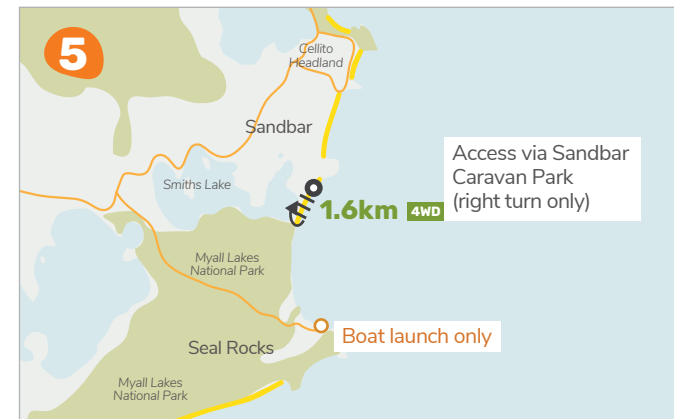 5
Cellito
Headland
Sandbar
Access via Sandbar
Caravan Park
(right turn only)
Smiths Lake
1.6km 4WD
Myall Lakes
National Park
Boat launch only
Seal Rocks
Myall Lakes
National Park